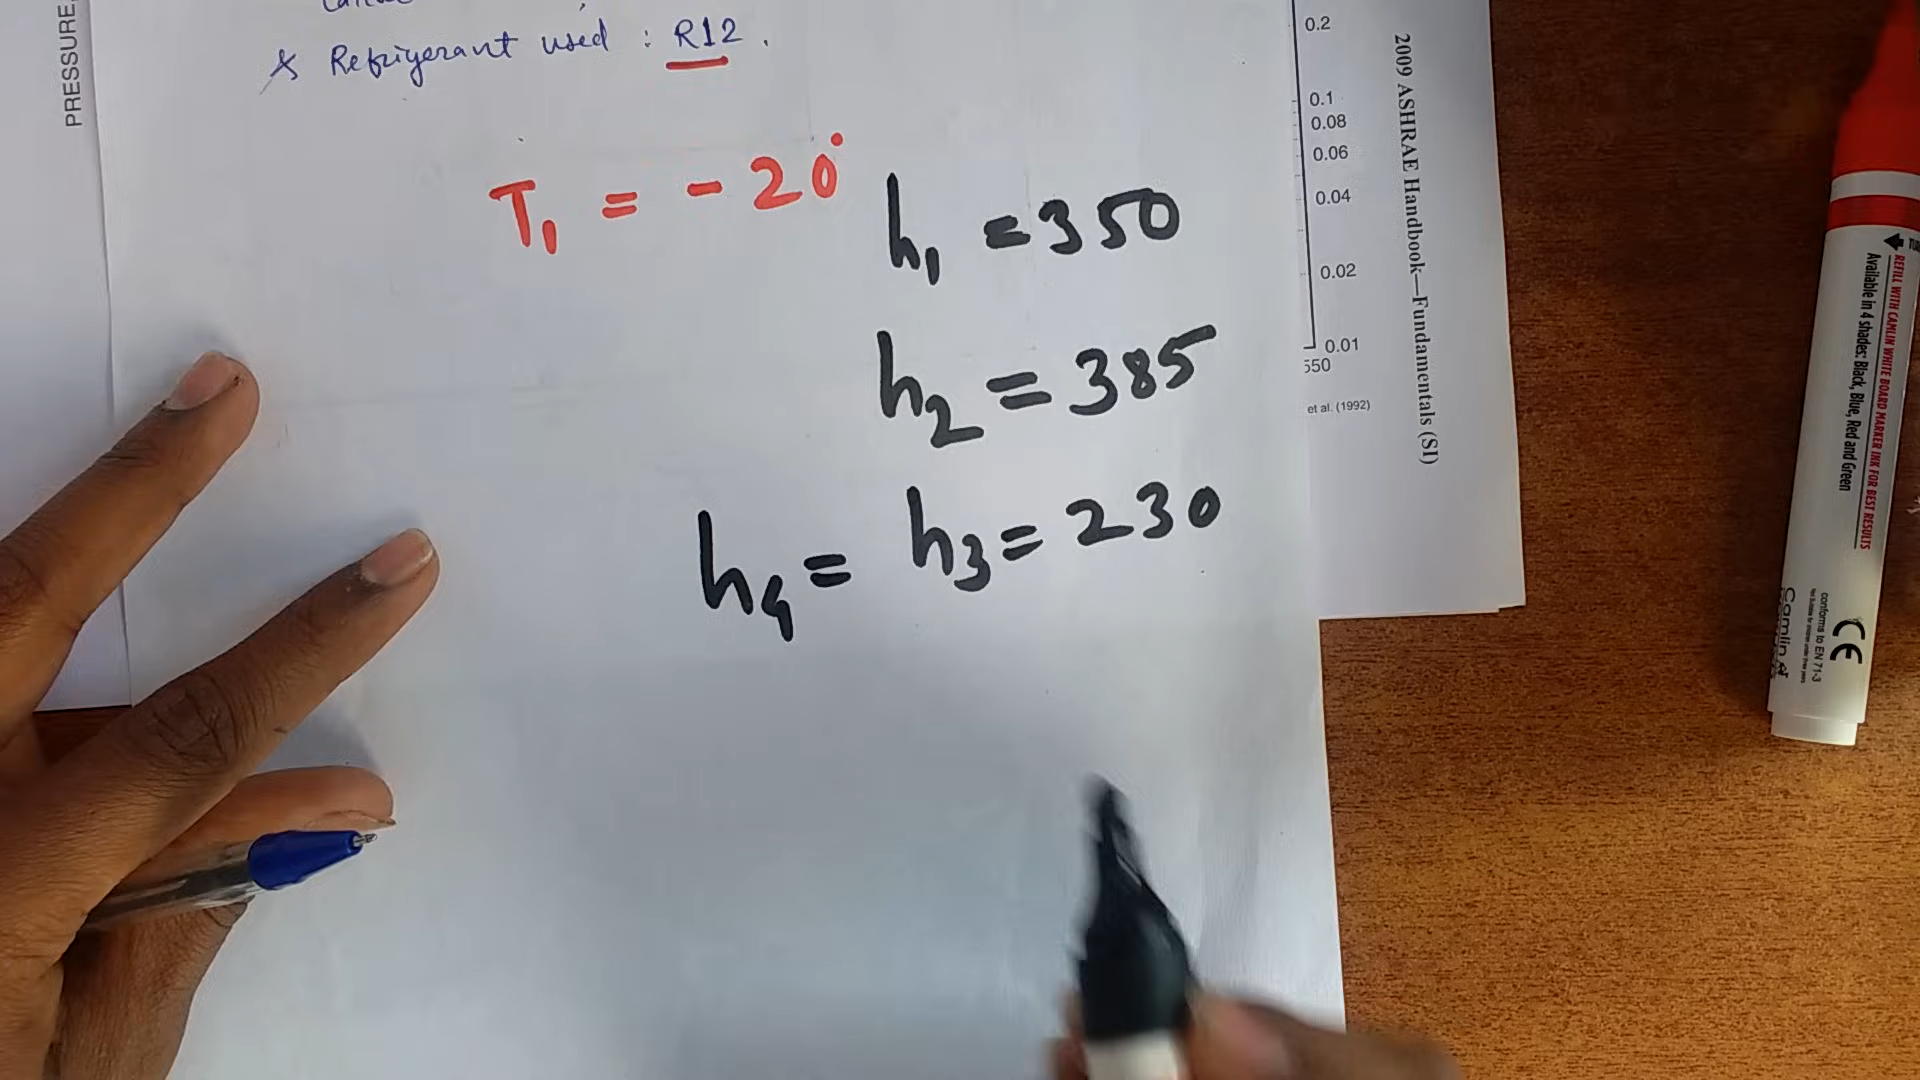 PRESSURE
* Refrigerant used : R12 .
T₁ = - 20°
h₁ = 350
h₂ = 385
h₄ = h₃ = 230
0.2
0.1
0.08
0.06
0.04
0.02
0.01
550
et al. (1992)
2009 ASHRAE Handbook—Fundamentals (SI)
REFILL WITH CAMLIN WHITE BOARD MARKER INK FOR BEST RESULTS
Available in 4 shades: Black, Blue, Red and Green
CE
conforms to EN 71-3
Camlin